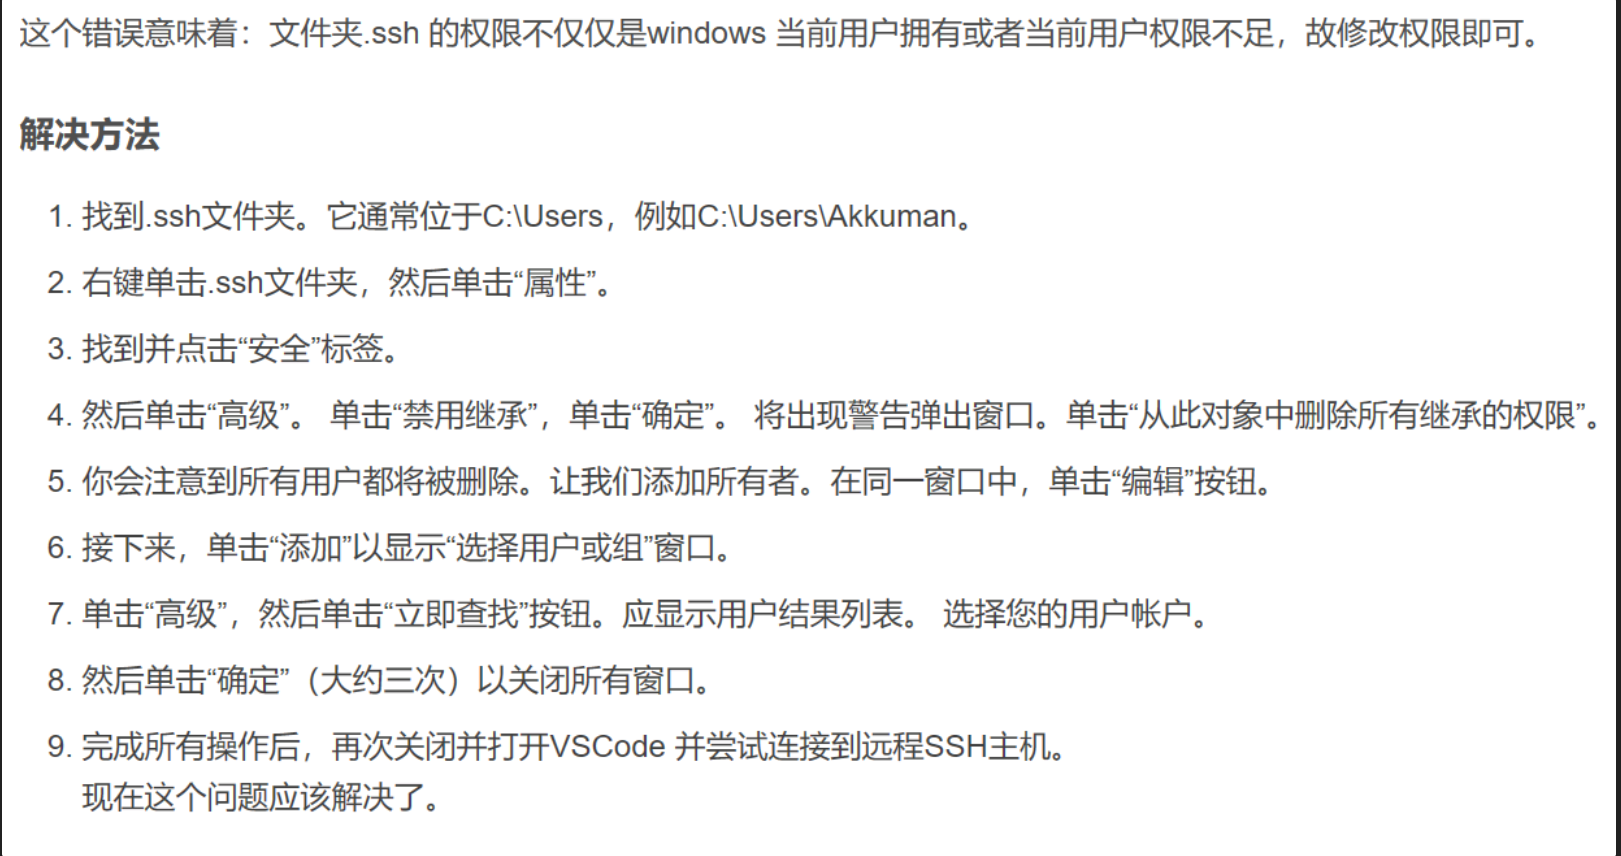 这个错误意味着：文件夹.ssh 的权限不仅仅是windows 当前用户拥有或者当前用户权限不足，故修改权限即可。
解决方法
1. 找到.ssh文件夹。它通常位于C:\Users，例如C:\Users\Akkuman。
2. 右键单击.ssh文件夹，然后单击“属性”。
3. 找到并点击“安全”标签。
4. 然后单击“高级”。 单击“禁用继承”，单击“确定”。 将出现警告弹出窗口。单击“从此对象中删除所有继承的权限”。
5. 你会注意到所有用户都将被删除。让我们添加所有者。在同一窗口中，单击“编辑”按钮。
6. 接下来，单击“添加”以显示“选择用户或组”窗口。
7. 单击“高级”，然后单击“立即查找”按钮。应显示用户结果列表。 选择您的用户帐户。
8. 然后单击“确定”（大约三次）以关闭所有窗口。
9. 完成所有操作后，再次关闭并打开VSCode 并尝试连接到远程SSH主机。
现在这个问题应该解决了。